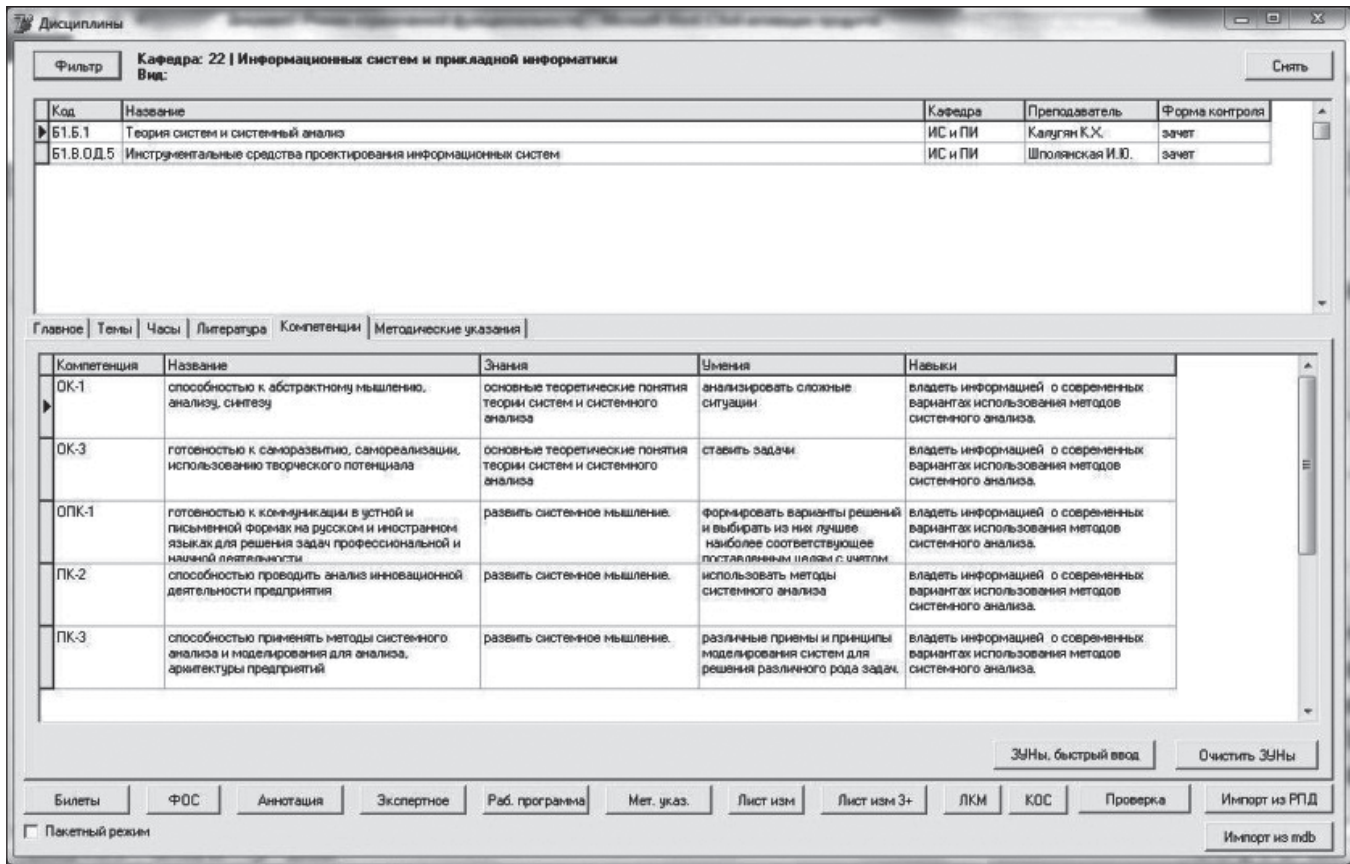 Дисциплины
Фильтр
Кафедра: 22 | Информационных систем и прикладной информатики
Вид:
Снять
Код Название Кафедра Преподаватель Форма контроля
Б1.Б.1 Теория систем и системный анализ ИС и ПИ Калугян К.Х. зачет
Б1.В.ОД.5 Инструментальные средства проектирования информационных систем ИС и ПИ Шполянская И.Ю. зачет
Главное Темы Часы Литература Компетенции Методические указания
Компетенция Название Знания Умения Навыки
ОК-1 способностью к абстрактному мышлению, основные теоретические понятия анализировать сложные владеть информацией о современных
анализу, синтезу теории систем и системного ситуации вариантах использования методов
анализа системного анализа.
ОК-3 готовностью к саморазвитию, самореализации, основные теоретические понятия ставить задачи владеть информацией о современных
использованию творческого потенциала теории систем и системного вариантах использования методов
анализа системного анализа.
ОПК-1 готовностью к коммуникации в устной и развить системное мышление. формировать варианты решений владеть информацией о современных
письменной формах на русском и иностранном и выбирать из них лучшее вариантах использования методов
языках для решения задач профессиональной и наиболее соответствующее системного анализа.
научной деятельности поставленным целям с учетом
ПК-2 способностью проводить анализ инновационной развить системное мышление. использовать методы владеть информацией о современных
деятельности предприятия системного анализа вариантах использования методов
системного анализа.
ПК-3 способностью применять методы системного развить системное мышление. различные приемы и принципы владеть информацией о современных
анализа и моделирования для анализа, моделирования систем для вариантах использования методов
архитектуры предприятий решения различного рода задач. системного анализа.
ЗУНы, быстрый ввод Очистить ЗУНы
Билеты ФОС Аннотация Экспертное Раб. программа Мет. указ. Лист изм Лист изм 3+ ЛКМ КОС Проверка Импорт из РПД
Пакетный режим
Импорт из mdb